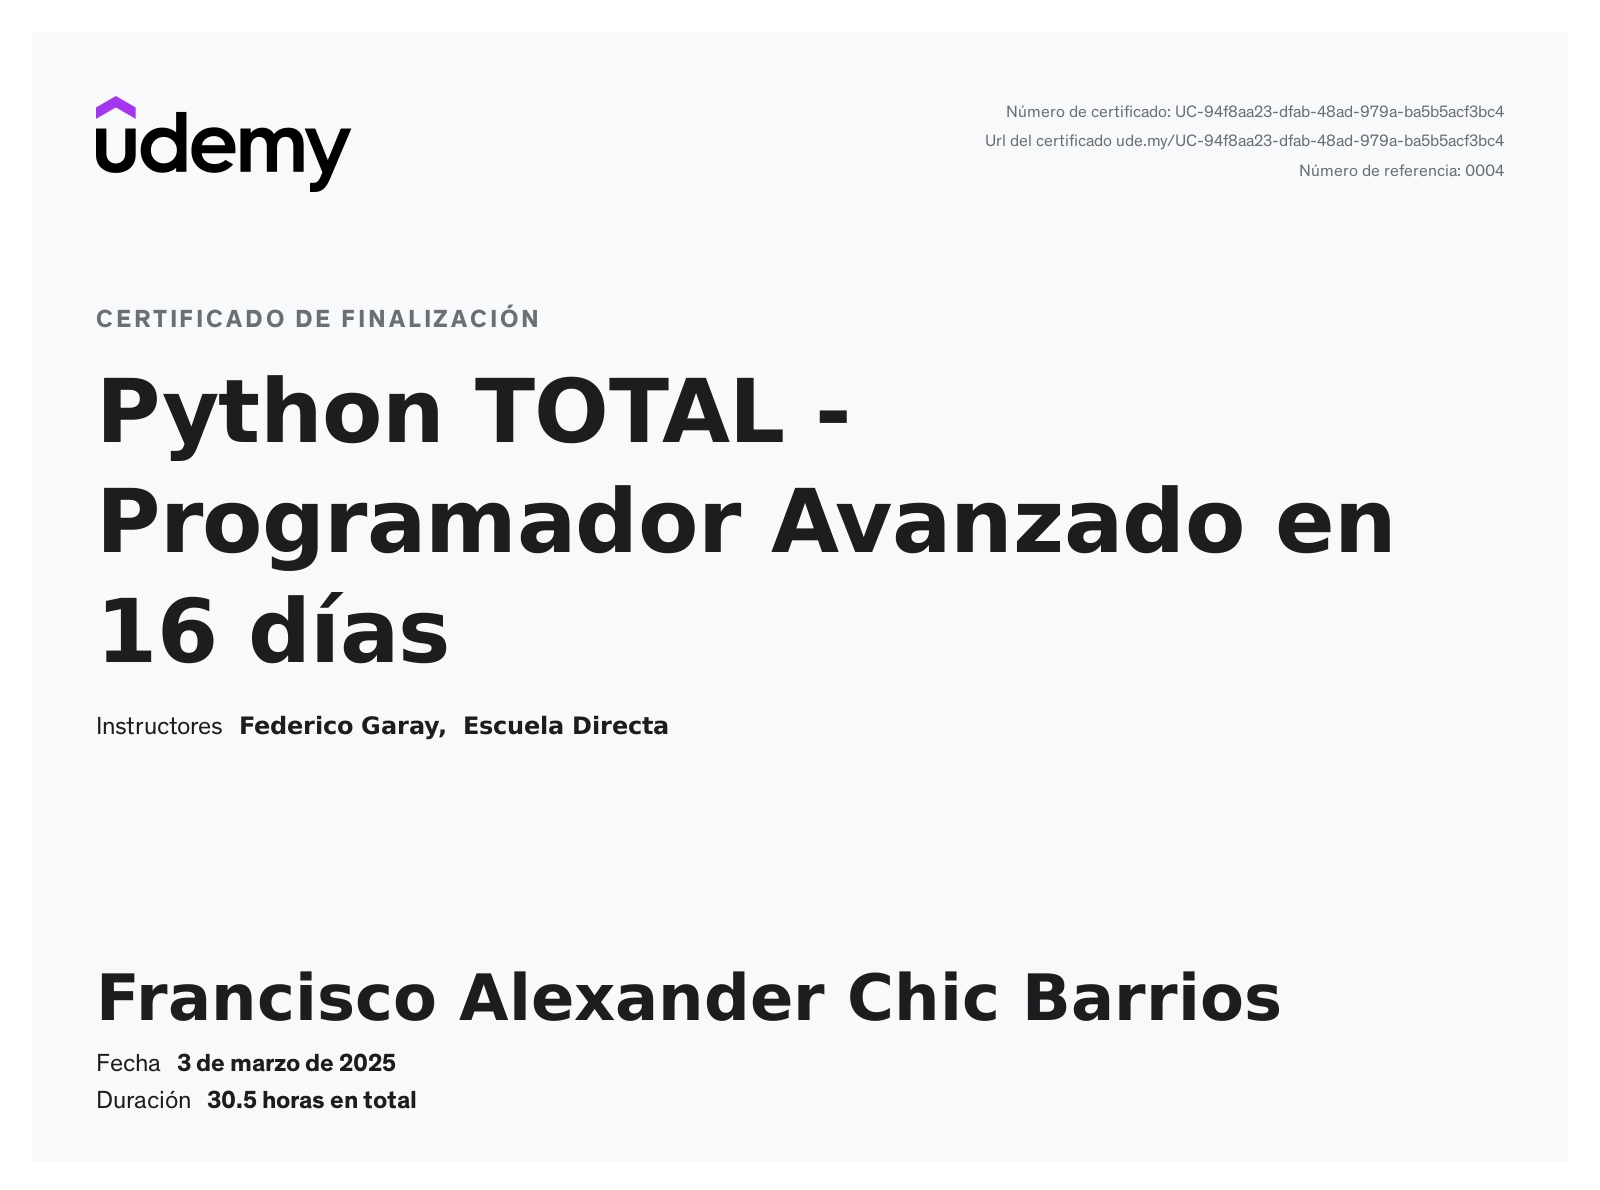 udemy
Número de certificado: UC-94f8aa23-dfab-48ad-979a-ba5b5acf3bc4
Url del certificado ude.my/UC-94f8aa23-dfab-48ad-979a-ba5b5acf3bc4
Número de referencia: 0004
CERTIFICADO DE FINALIZACIÓN
Python TOTAL -
Programador Avanzado en
16 días
Instructores Federico Garay, Escuela Directa
Francisco Alexander Chic Barrios
Fecha 3 de marzo de 2025
Duración 30.5 horas en total